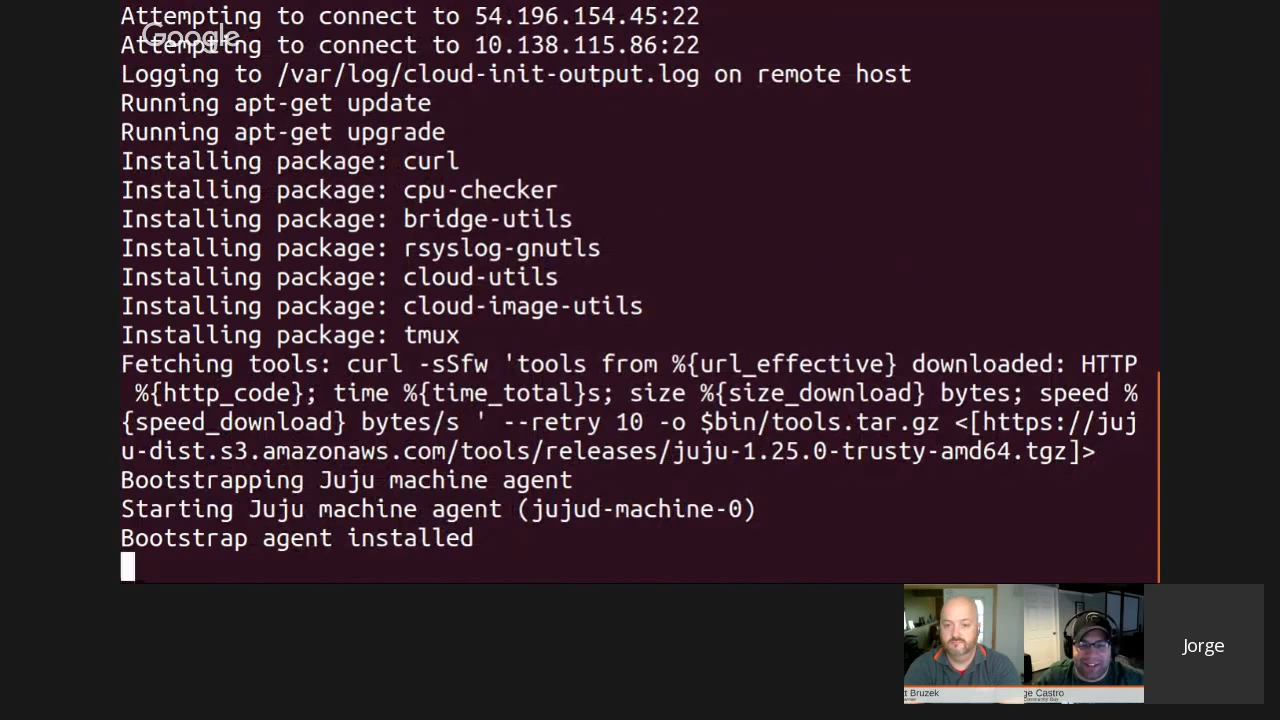 Attempting to connect to 54.196.154.45:22
Google
Attempting to connect to 10.138.115.86:22
Logging to /var/log/cloud-init-output.log on remote host
Running apt-get update
Running apt-get upgrade
Installing package: curl
Installing package: cpu-checker
Installing package: bridge-utils
Installing package: rsyslog-gnutls
Installing package: cloud-utils
Installing package: cloud-image-utils
Installing package: tmux
Fetching tools: curl -sSfw 'tools from %{url_effective} downloaded: HTTP
%{http_code}; time %{time_total}s; size %{size_download} bytes; speed %
{speed_download} bytes/s ' --retry 10 -o $bin/tools.tar.gz <[https://juj
u-dist.s3.amazonaws.com/tools/releases/juju-1.25.0-trusty-amd64.tgz]>
Bootstrapping Juju machine agent
Starting Juju machine agent (jujud-machine-0)
Bootstrap agent installed
Jorge
t Bruzek
ge Castro